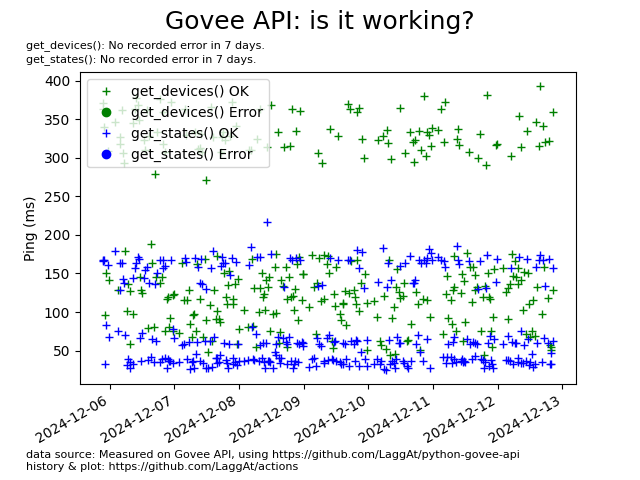 Govee API: is it working?
get_devices(): No recorded error in 7 days.
get_states(): No recorded error in 7 days.
400
350
300
250
200
150
100
50
Ping (ms)
get_devices() OK
get_devices() Error
get_states() OK
get_states() Error
2024-12-06
2024-12-07
2024-12-08
2024-12-09
2024-12-10
2024-12-11
2024-12-12
2024-12-13
data source: Measured on Govee API, using https://github.com/LaggAt/python-govee-api
history & plot: https://github.com/LaggAt/actions